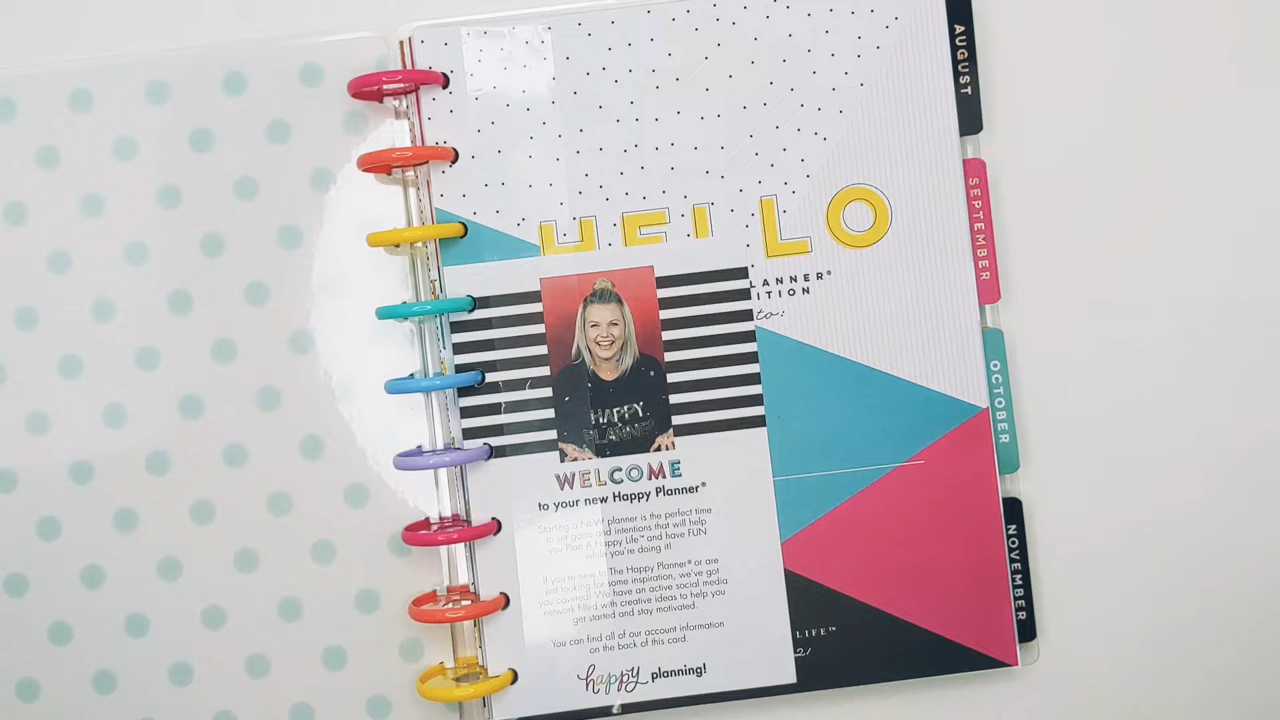 HELLO
LANNER®
ITION
to:
HAPPY
PLANNER
WELCOME
to your new Happy Planner®
Starting a NEW planner is the perfect time
to set goals and intentions that will help
you Plan A Happy Life™ and have FUN
while you're doing it!
If you're new to The Happy Planner® or are
just looking for some inspiration, we've got
you covered. We have an active social media
network filled with creative ideas to help you
get started and stay motivated.
You can find all of our account information
on the back of this card.
happy planning!
LIFE™
21
AUGUST
SEPTEMBER
OCTOBER
NOVEMBER